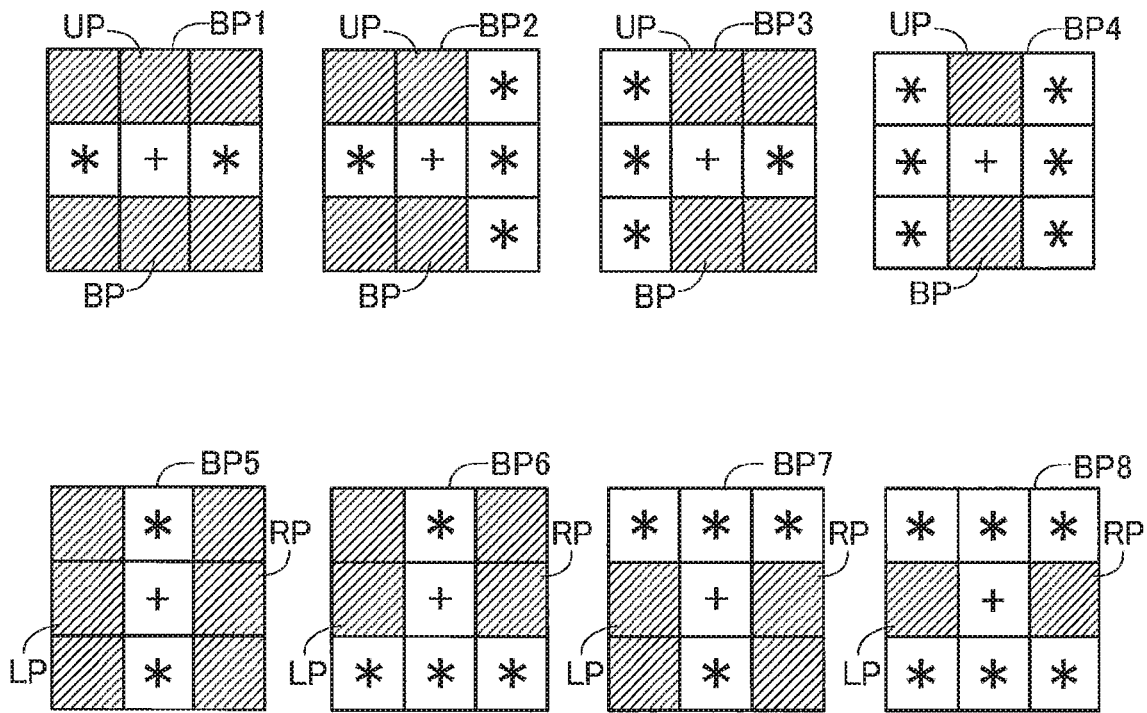 UP BP1 UP BP2 UP BP3 UP BP4
* * * *
* + * * + * * + * * + *
* * * *
BP BP BP BP
BP5 BP6 BP7 BP8
* * * * * * * *
RP RP RP RP
+ + + +
LP LP LP LP
* * * * * * * *